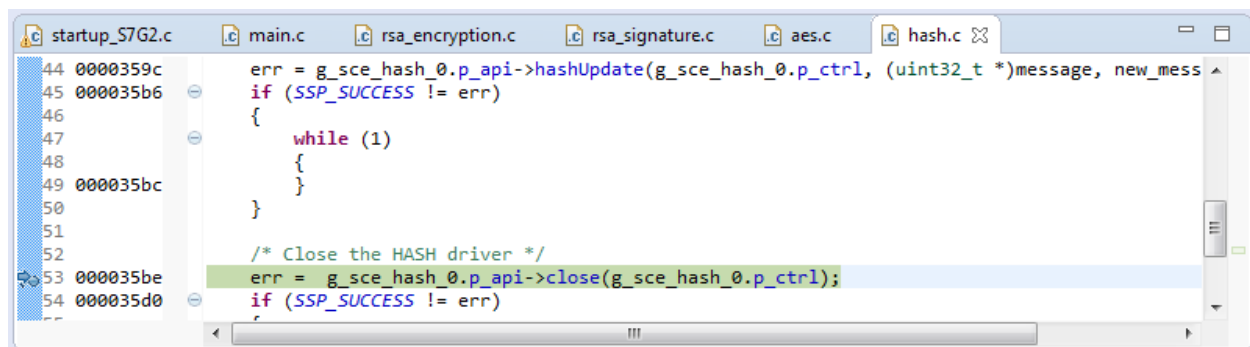 startup_S7G2.c main.c rsa_encryption.c rsa_signature.c aes.c hash.c
44 0000359c err = g_sce_hash_0.p_api->hashUpdate(g_sce_hash_0.p_ctrl, (uint32_t *)message, new_mess
45 000035b6 if (SSP_SUCCESS != err)
46 {
47 while (1)
48 {
49 000035bc }
50 }
51
52 /* Close the HASH driver */
53 000035be err =  g_sce_hash_0.p_api->close(g_sce_hash_0.p_ctrl);
54 000035d0 if (SSP_SUCCESS != err)